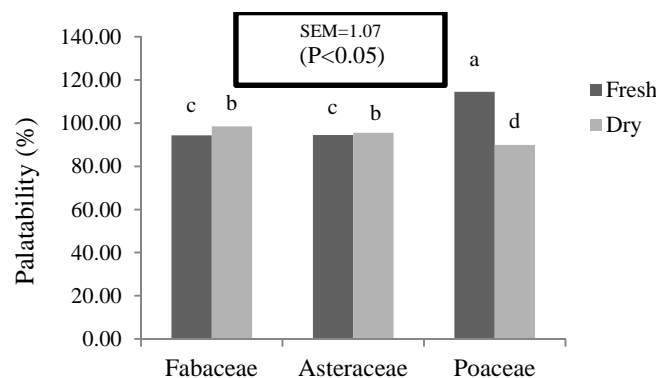 SEM=1.07
(P<0.05)
140.00
120.00
100.00
80.00
60.00
40.00
20.00
0.00
Palatability (%)
c b c b a d
Fresh
Dry
Fabaceae Asteraceae Poaceae